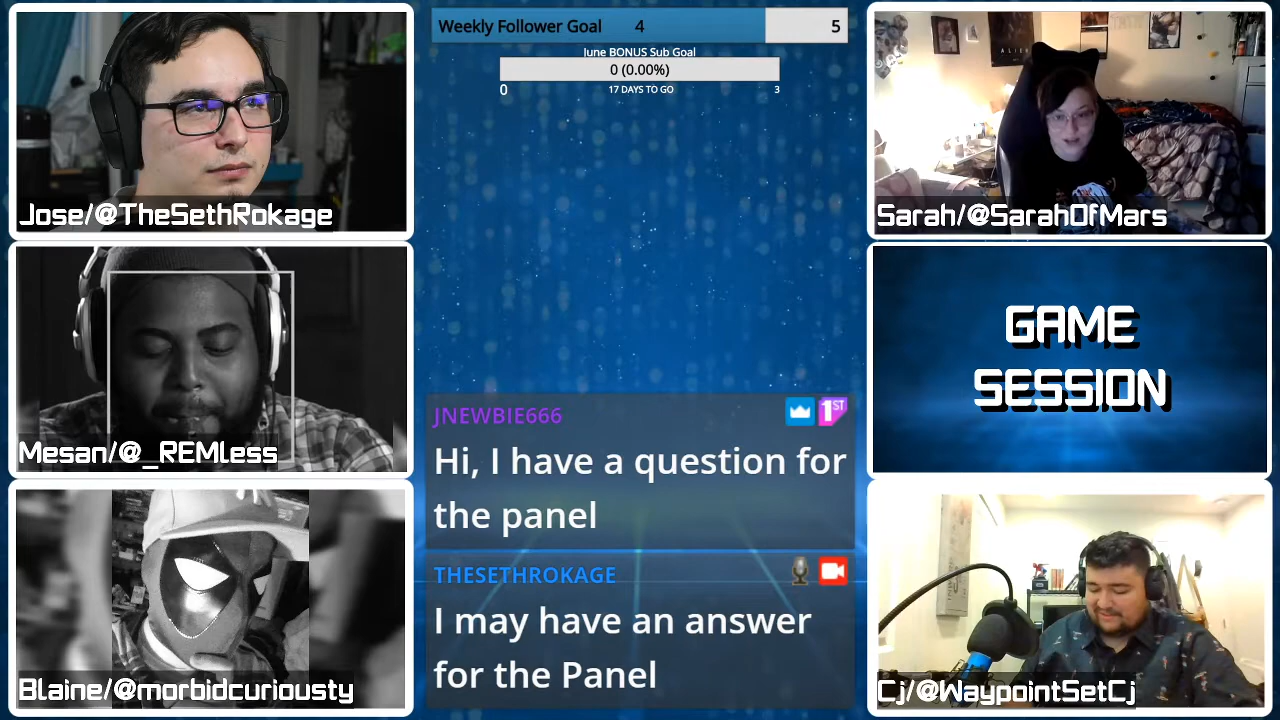 Weekly Follower Goal 4 5
June BONUS Sub Goal
0 (0.00%)
0 17 DAYS TO GO 3
Jose/@TheSethRokage
ALIEN
Sarah/@SarahOfMars
Mesan/@_REMless
GAME
SESSION
JNEWBIE666 1ST
Hi, I have a question for
the panel
THESETHROKAGE
I may have an answer
for the Panel
Blaine/@morbidcuriousty
Cj/@WaypointSetCj